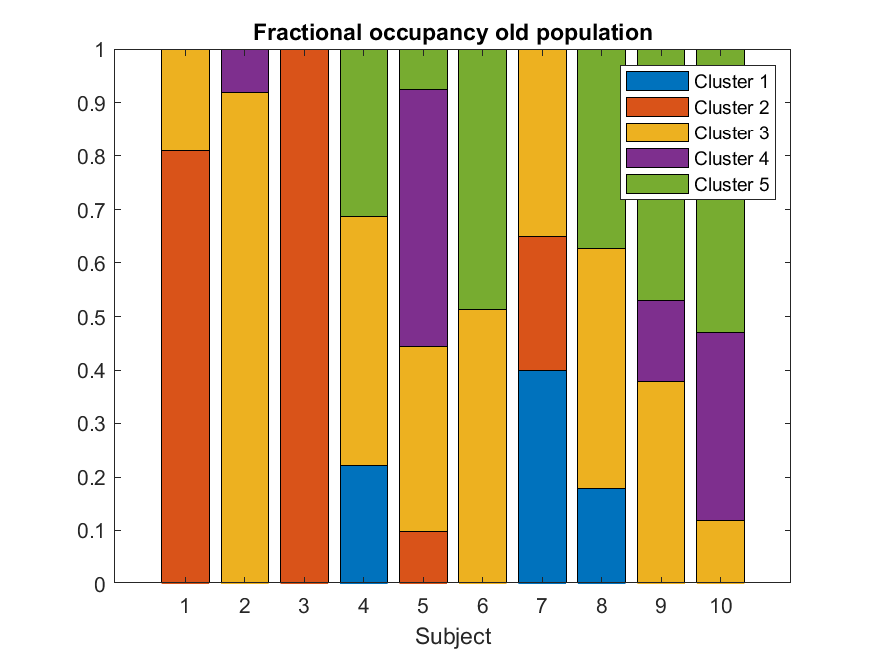 Fractional occupancy old population
1
0.9
0.8
0.7
0.6
0.5
0.4
0.3
0.2
0.1
0
Cluster 1
Cluster 2
Cluster 3
Cluster 4
Cluster 5
1 2 3 4 5 6 7 8 9 10
Subject